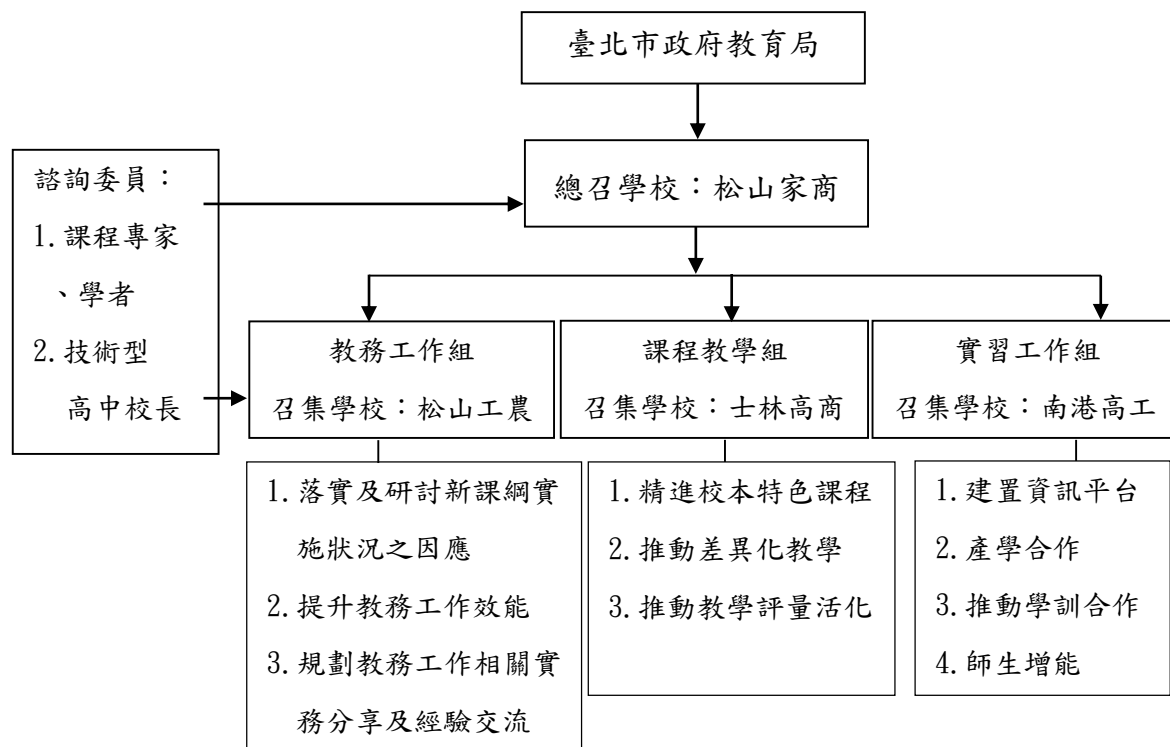 臺北市政府教育局
總召學校：松山家商
諮詢委員：
1.課程專家
、學者
2.技術型
高中校長
教務工作組
召集學校：松山工農
課程教學組
召集學校：士林高商
實習工作組
召集學校：南港高工
1.落實及研討新課綱實
施狀況之因應
2.提升教務工作效能
3.規劃教務工作相關實
務分享及經驗交流
1.精進校本特色課程
2.推動差異化教學
3.推動教學評量活化
1.建置資訊平台
2.產學合作
3.推動學訓合作
4.師生增能